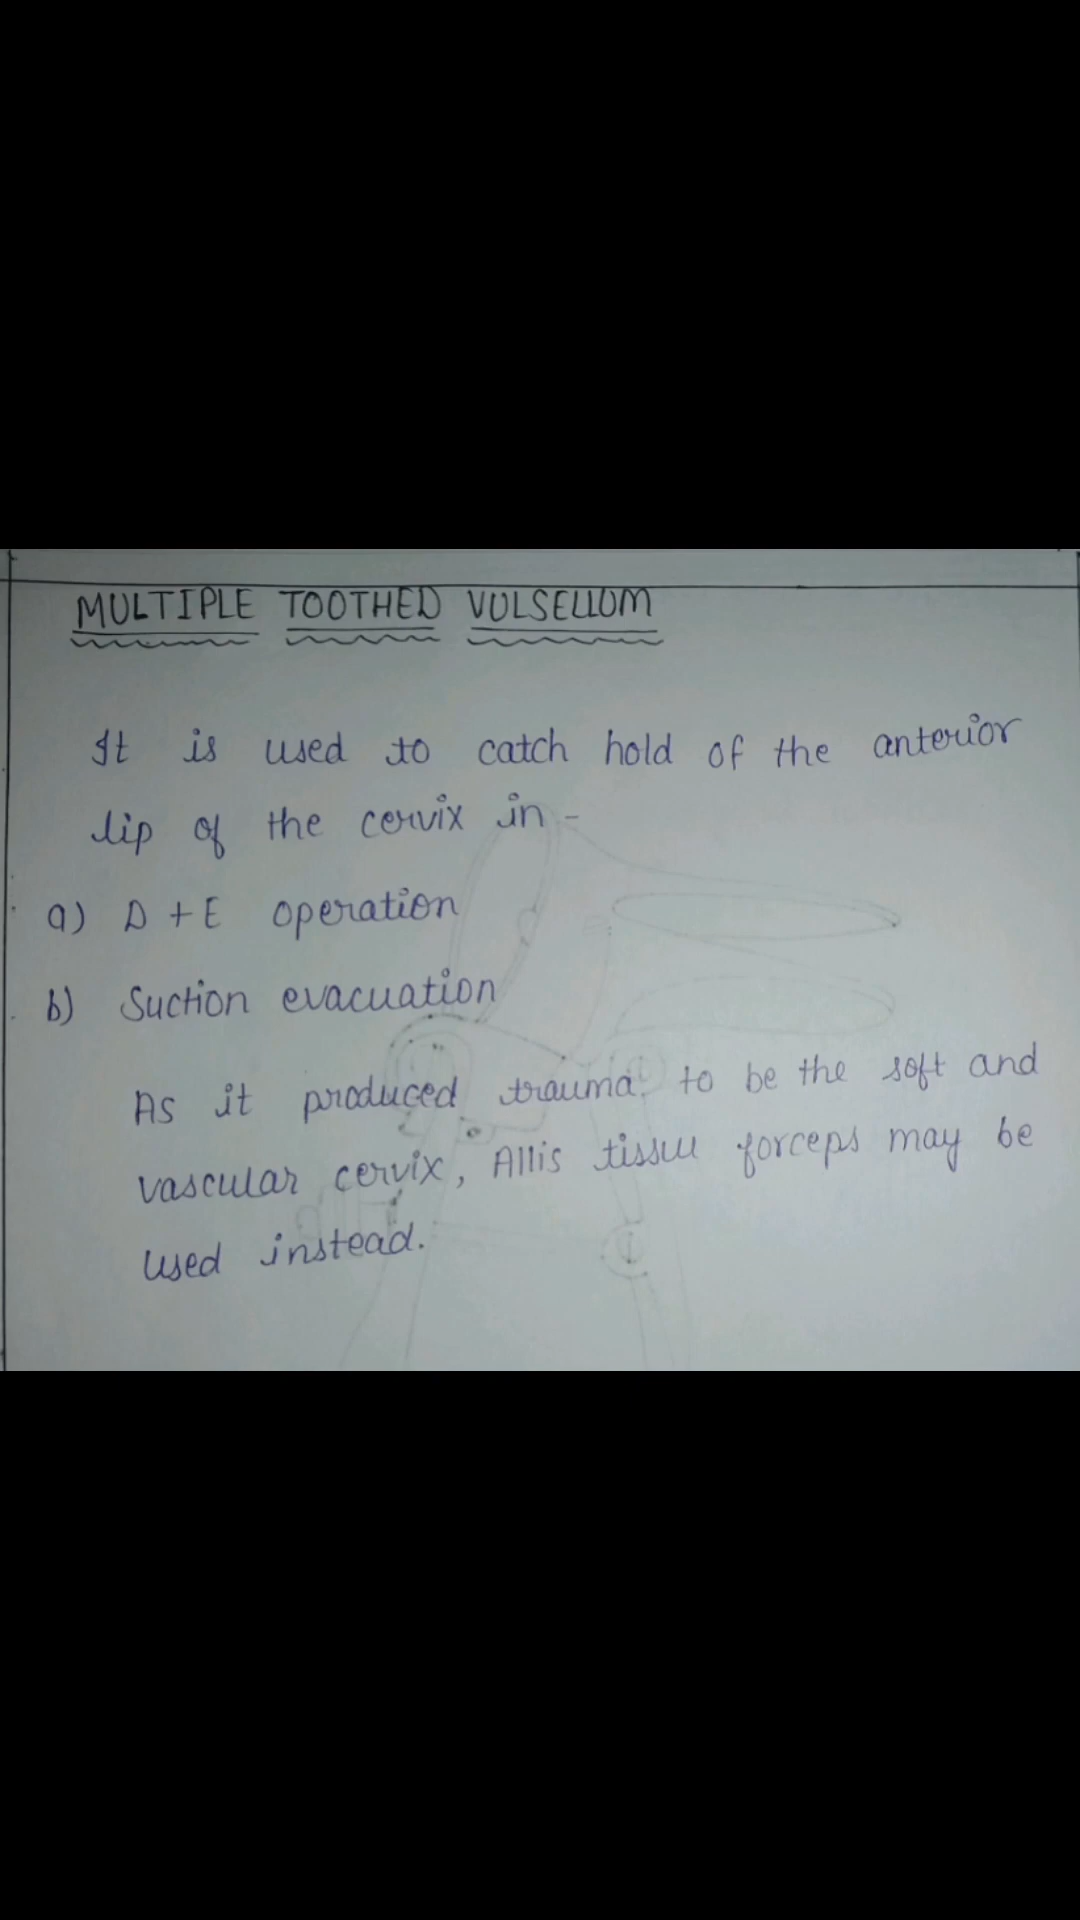 MULTIPLE TOOTHED VULSELLUM
It is used to catch hold of the anterior
lip of the cervix in -
a) D + E operation
b) Suction evacuation
As it produced trauma to be the soft and
vascular cervix, Allis tissue forceps may be
used instead.